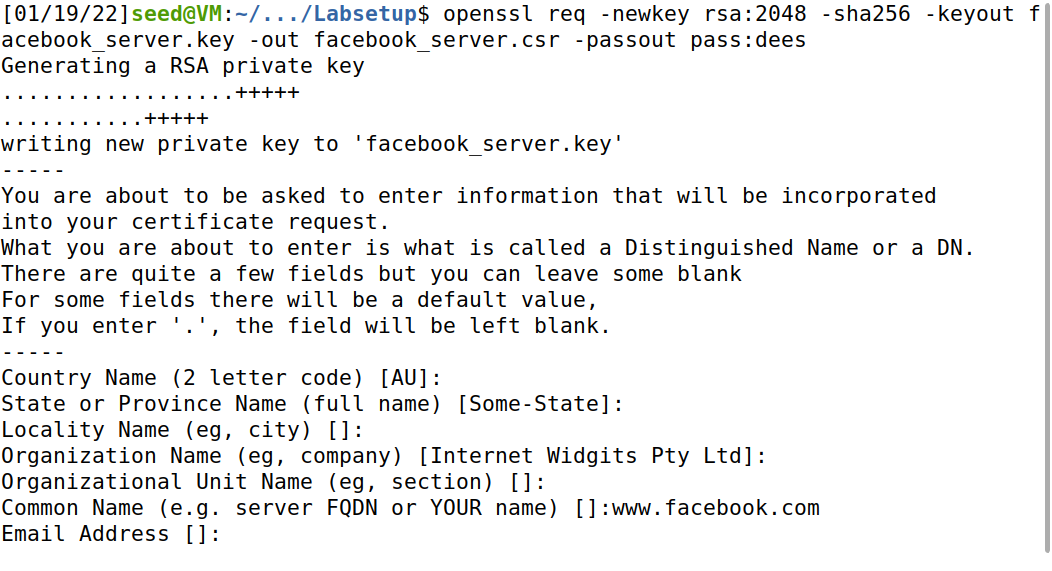 [01/19/22]seed@VM:~/.../Labsetup$ openssl req -newkey rsa:2048 -sha256 -keyout f
acebook_server.key -out facebook_server.csr -passout pass:dees
Generating a RSA private key
..................+++++
...........+++++
writing new private key to 'facebook_server.key'
-----
You are about to be asked to enter information that will be incorporated
into your certificate request.
What you are about to enter is what is called a Distinguished Name or a DN.
There are quite a few fields but you can leave some blank
For some fields there will be a default value,
If you enter '.', the field will be left blank.
-----
Country Name (2 letter code) [AU]:
State or Province Name (full name) [Some-State]:
Locality Name (eg, city) []:
Organization Name (eg, company) [Internet Widgits Pty Ltd]:
Organizational Unit Name (eg, section) []:
Common Name (e.g. server FQDN or YOUR name) []:www.facebook.com
Email Address []: